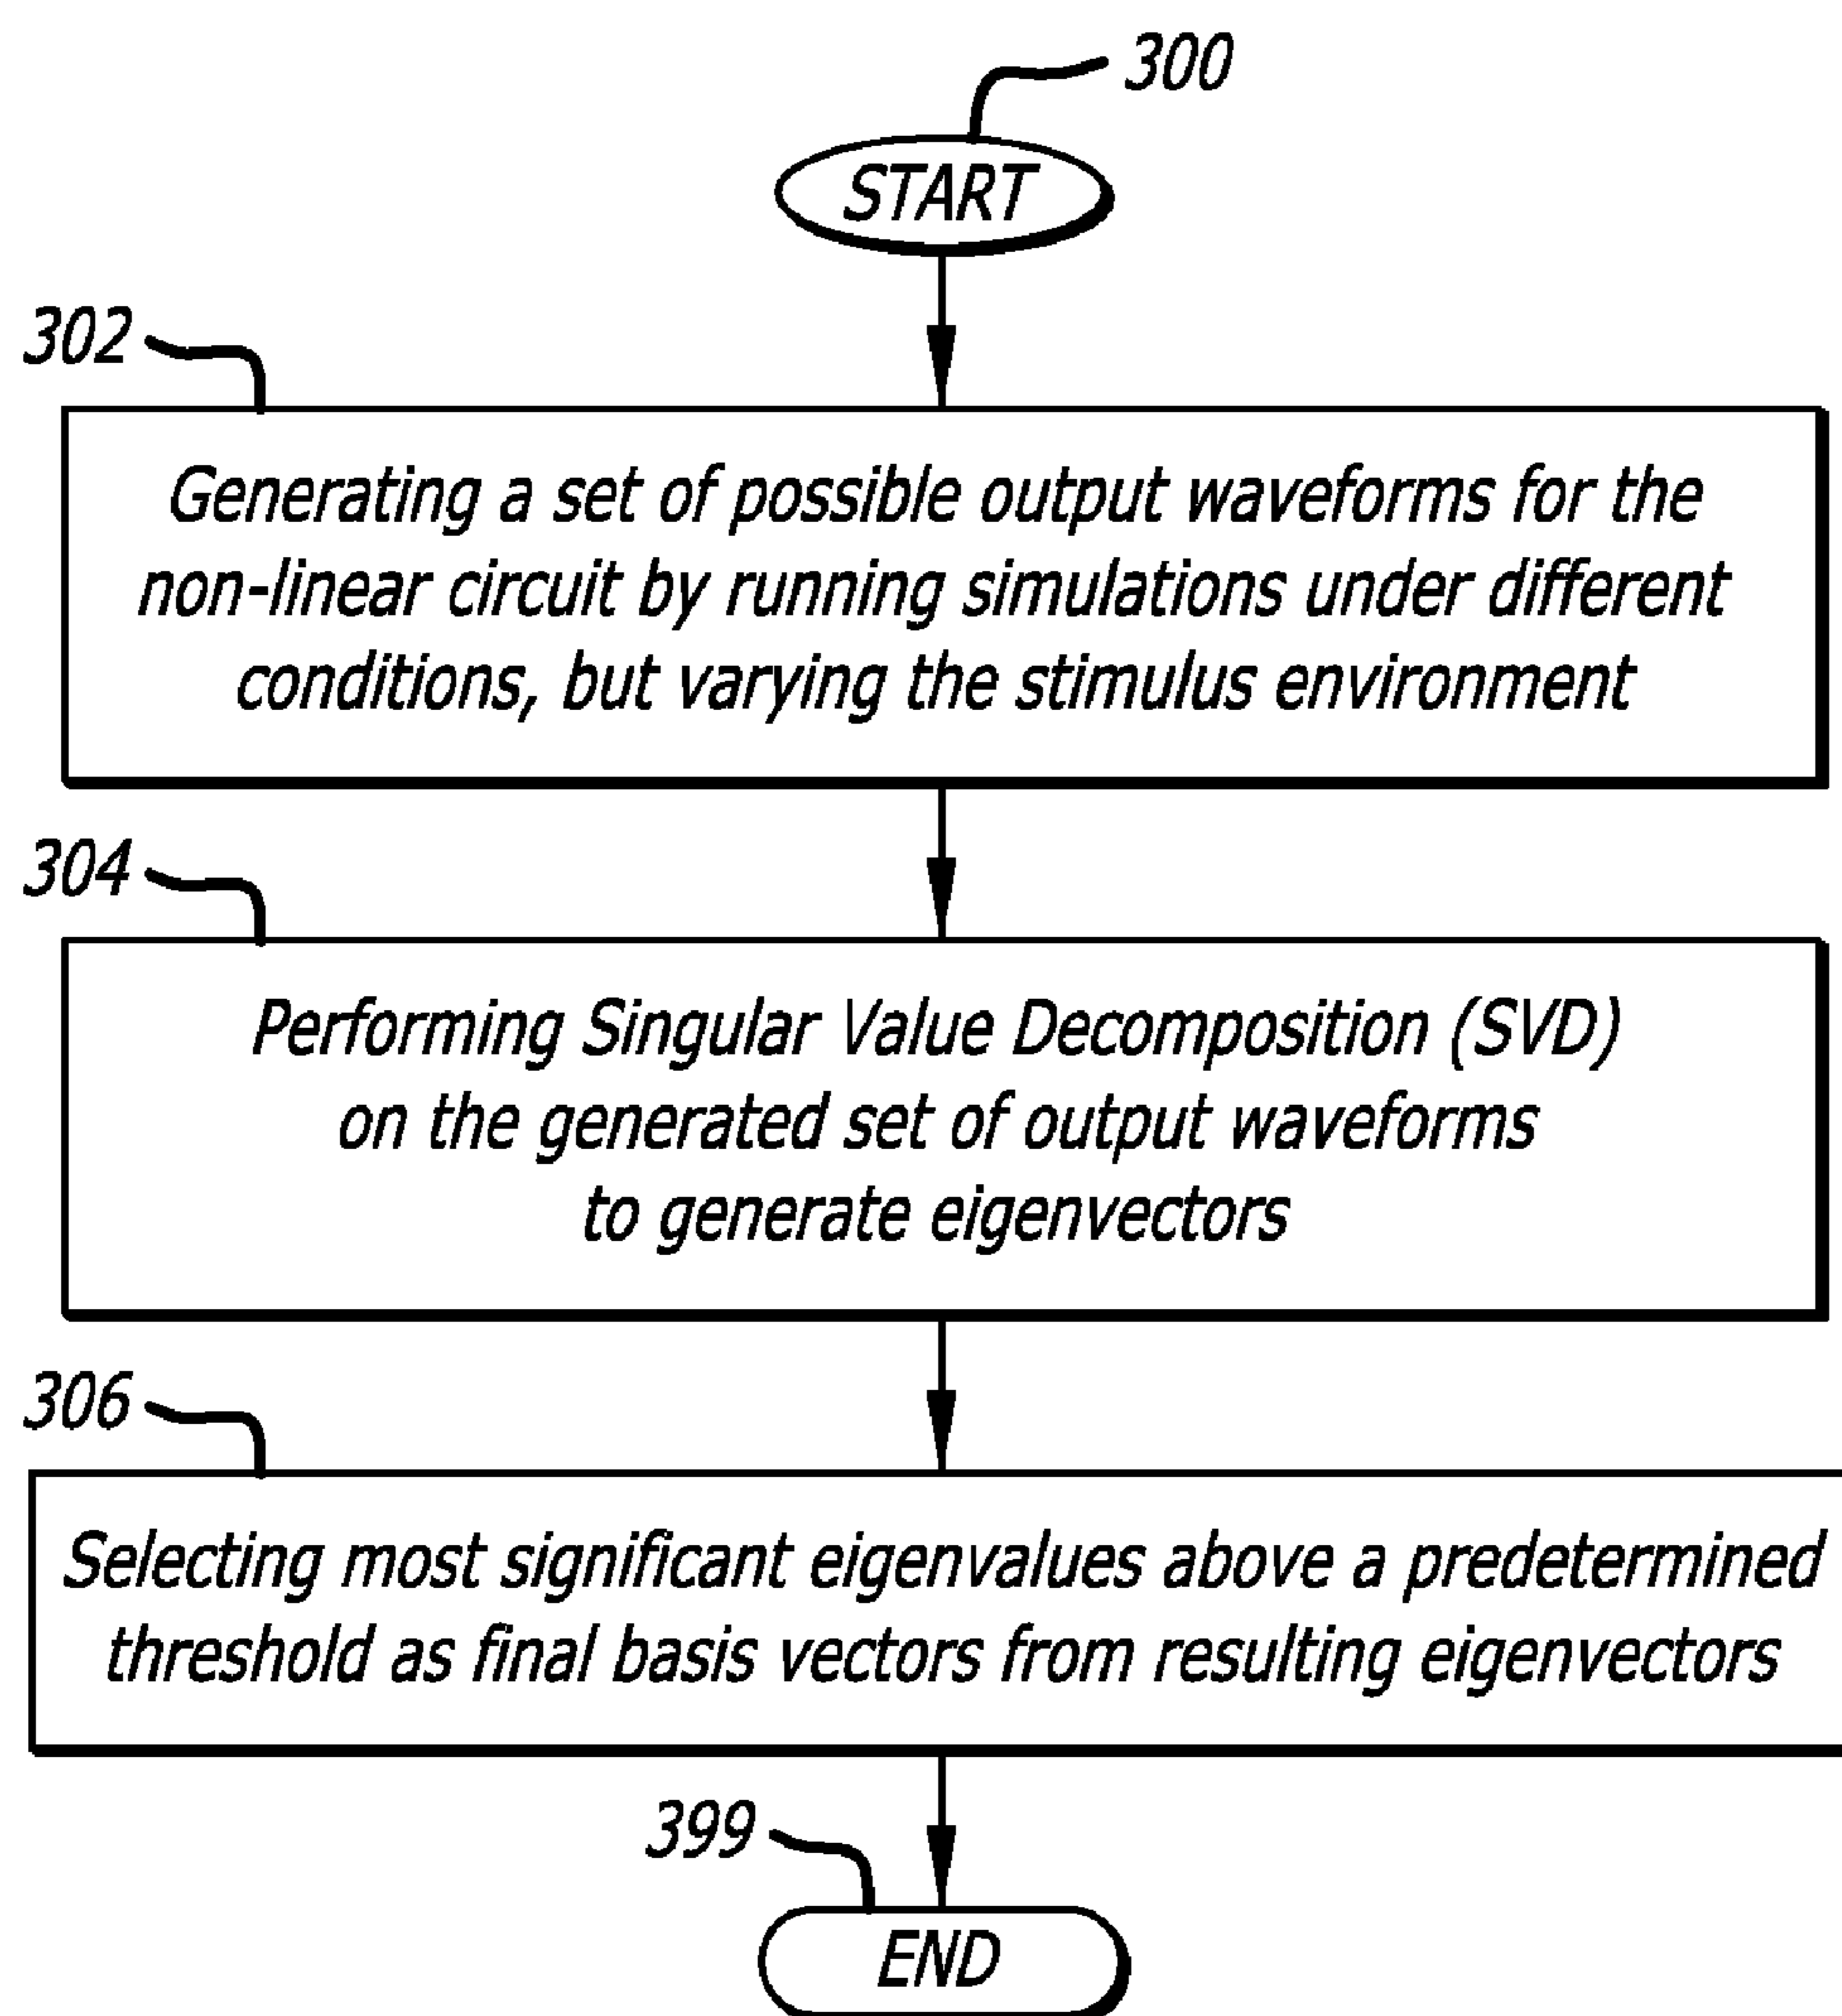 300
START
302
Generating a set of possible output waveforms for the
non-linear circuit by running simulations under different
conditions, but varying the stimulus environment
304
Performing Singular Value Decomposition (SVD)
on the generated set of output waveforms
to generate eigenvectors
306
Selecting most significant eigenvalues above a predetermined
threshold as final basis vectors from resulting eigenvectors
399
END